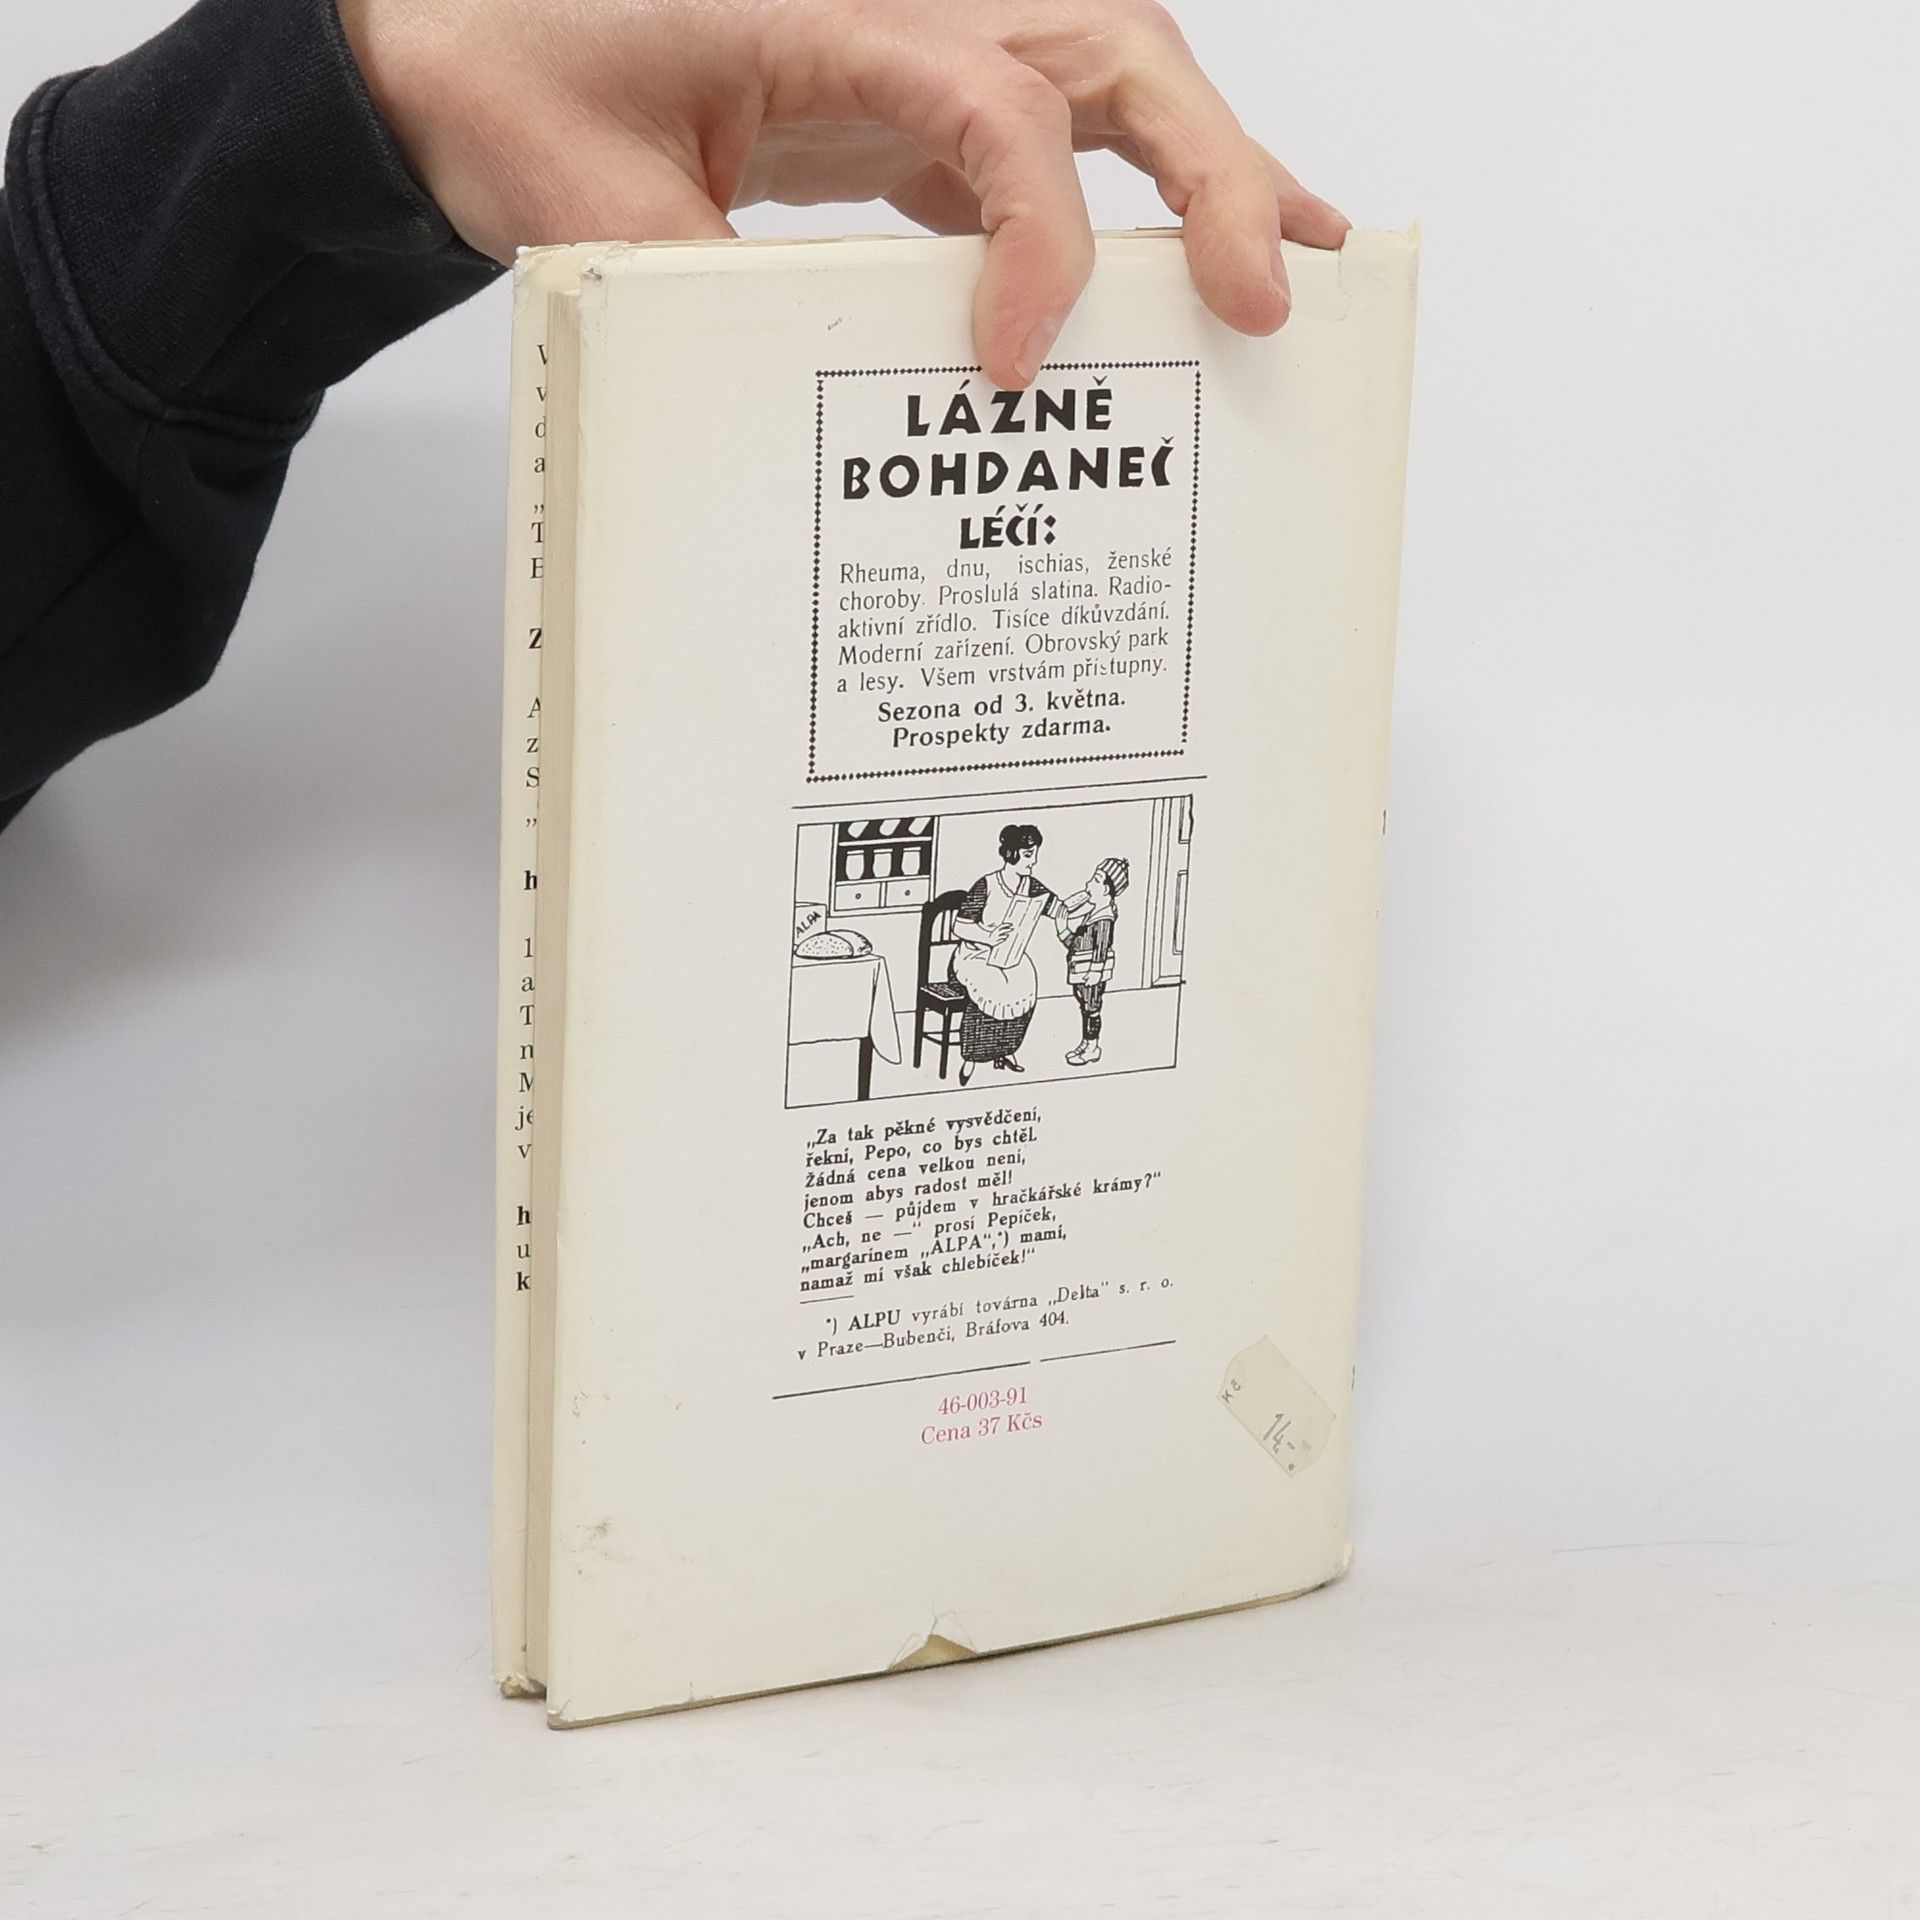 LÁZNĚ
BOHDANEČ
LÉČÍ:
Rheuma, dnu, ischias, ženské
choroby. Proslulá slatina. Radio-
aktivní zřídlo. Tisíce díkůvzdání.
Moderní zařízení. Obrovský park
a lesy. Všem vrstvám přístupny.
Sezona od 3. května.
Prospekty zdarma.
ALPA
„Za tak pěkné vysvědčení,
řekni, Pepo, co bys chtěl.
Žádná cena velkou není,
jenom abys radost měl!
Chceš — půjdem v hračkářské krámy?“
„Ach, ne —“ prosí Pepíček,
„margarinem „ALPA“,*) mamí,
namaž mi však chlebíček!“
*) ALPU vyrábí továrna „Delta“ s. r. o.
v Praze—Bubenči, Bráfova 404.
46-003-91
Cena 37 Kčs
Kč
14,-